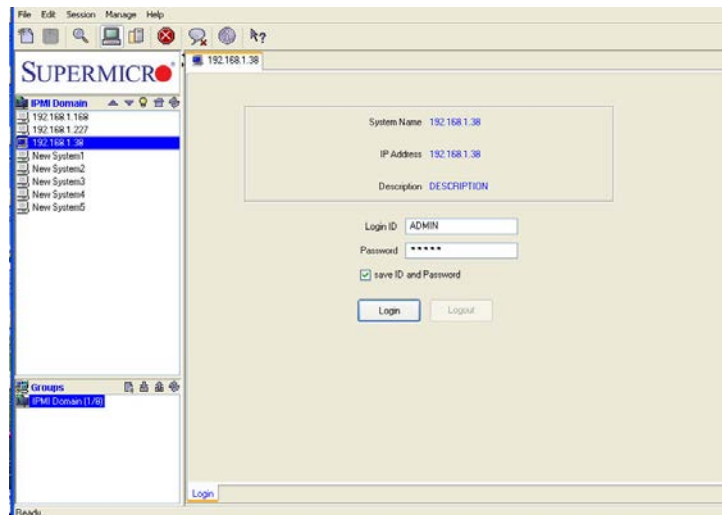 File Edit Session Manage Help
SUPERMICRO
192.168.1.38
IPMI Domain
192.168.1.168
192.168.1.227
192.168.1.38
New System1
New System2
New System3
New System4
New System5
System Name 192.168.1.38
IP Address 192.168.1.38
Description DESCRIPTION
Login ID ADMIN
Password *****
save ID and Password
Login Logout
Groups
IPMI Domain (1/8)
Login
Ready